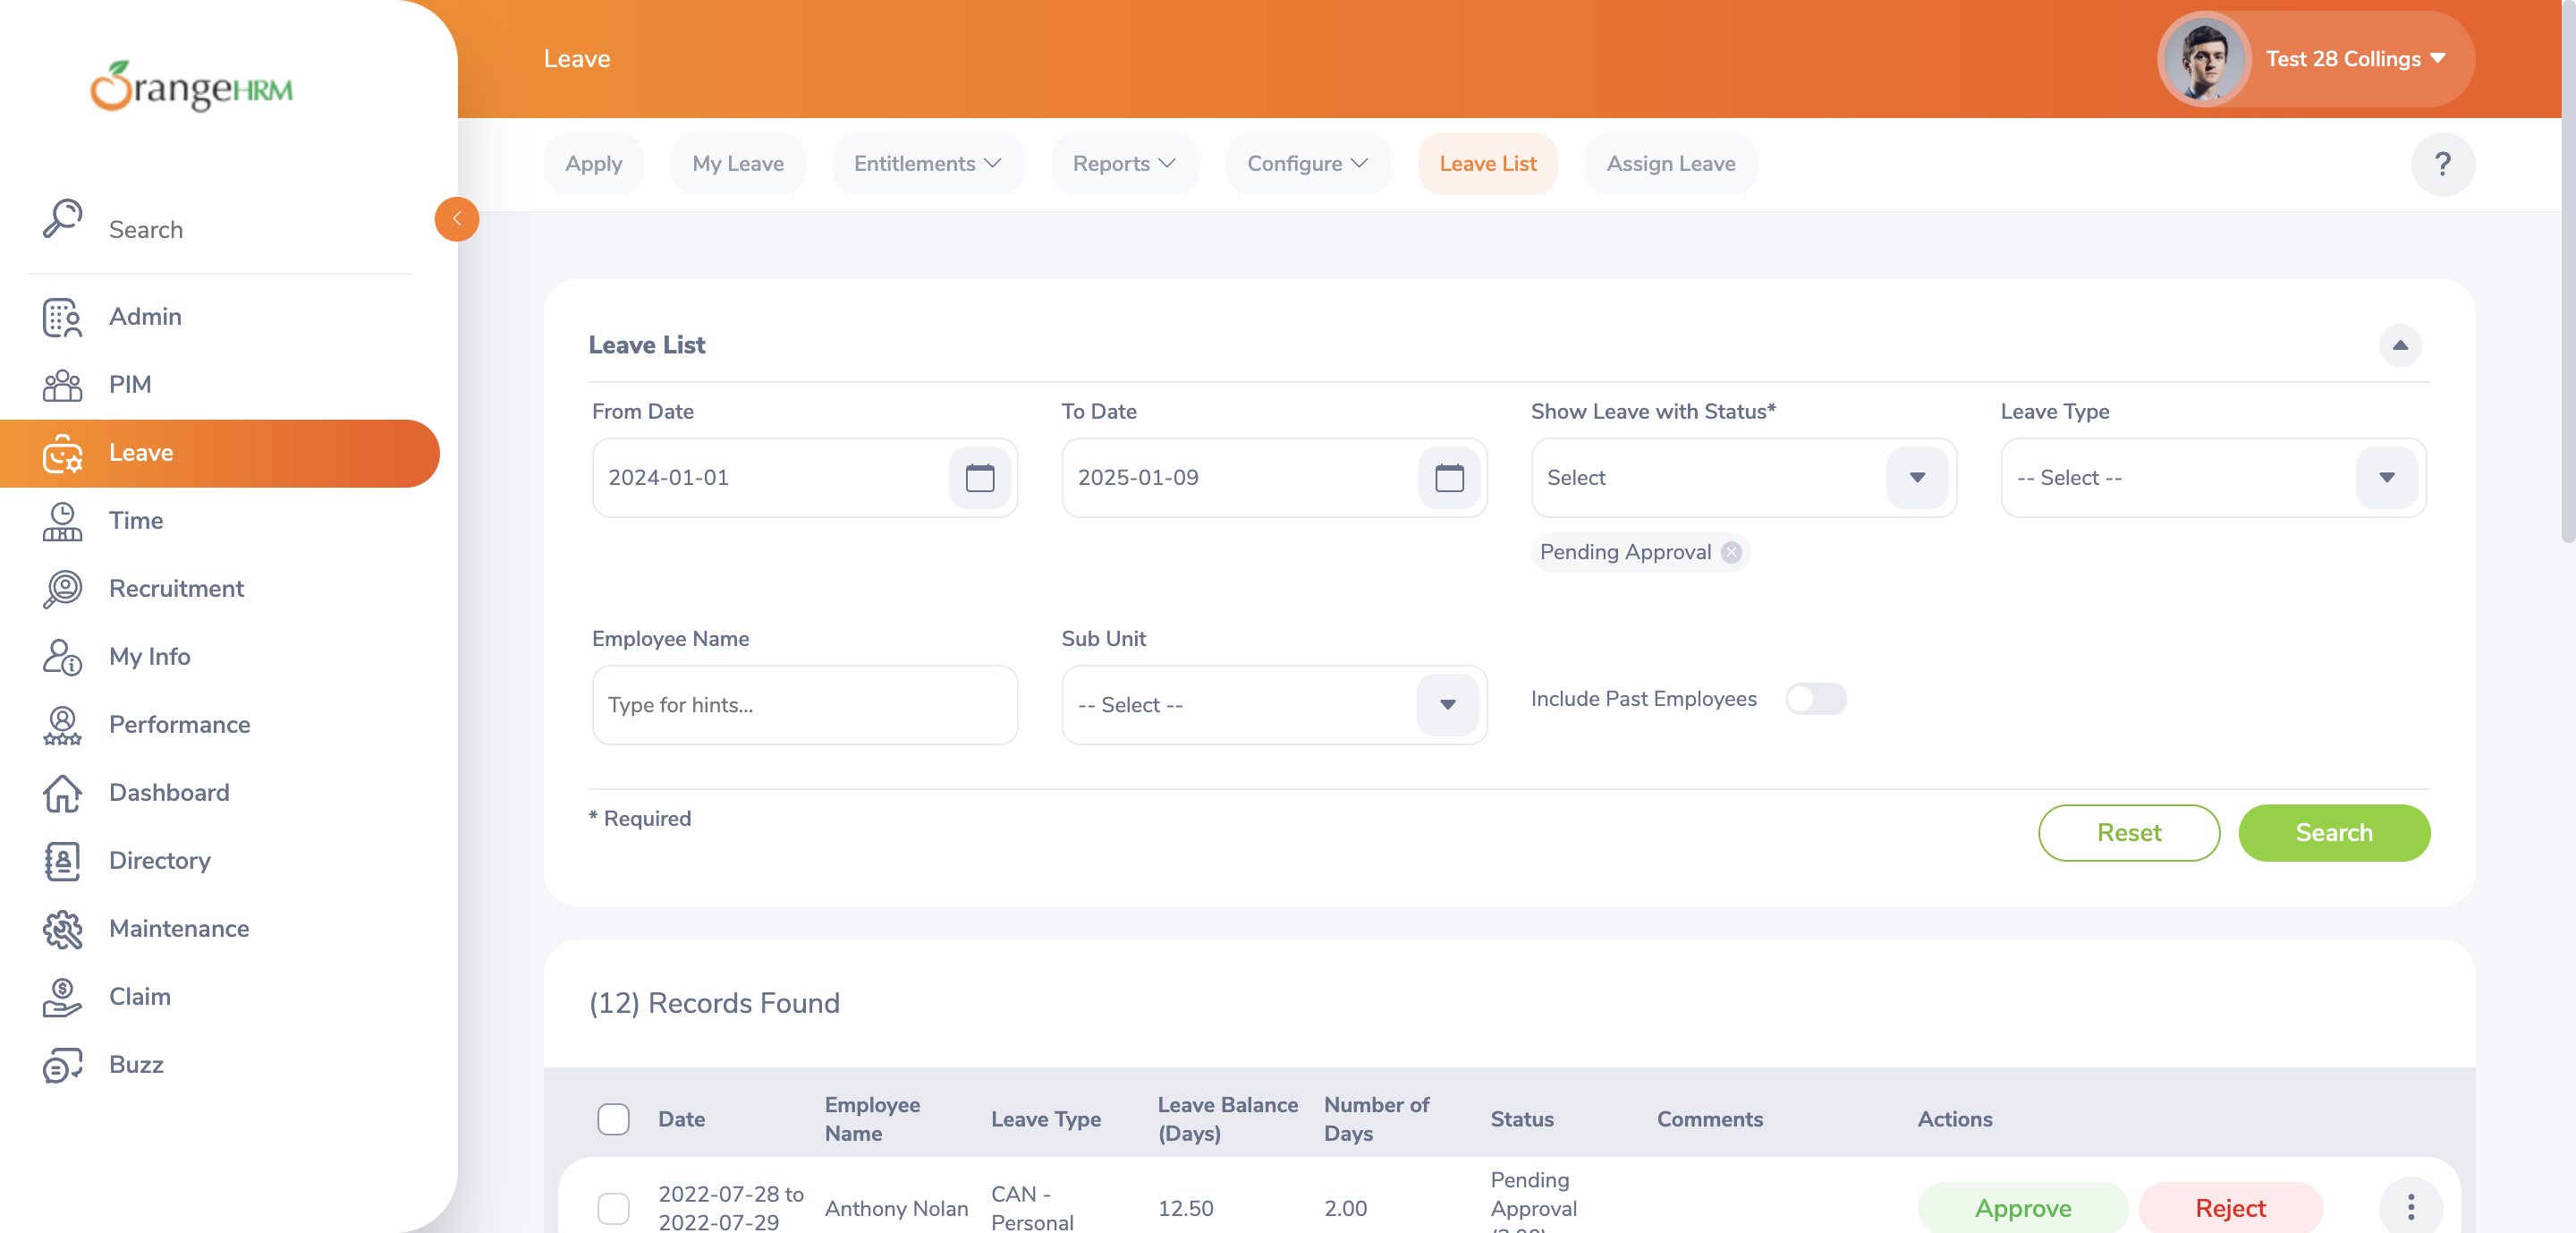 OrangeHRM
Leave
Test 28 Collings
Apply
My Leave
Entitlements
Reports
Configure
Leave List
Assign Leave
?
Search
Admin
PIM
Leave
Time
Recruitment
My Info
Performance
Dashboard
Directory
Maintenance
Claim
Buzz
Leave List
From Date
To Date
Show Leave with Status*
Leave Type
2024-01-01
2025-01-09
Select
-- Select --
Pending Approval
Employee Name
Sub Unit
Type for hints...
-- Select --
Include Past Employees
* Required
Reset
Search
(12) Records Found
Date
Employee
Name
Leave Type
Leave Balance
(Days)
Number of
Days
Status
Comments
Actions
2022-07-28 to
2022-07-29
Anthony Nolan
CAN -
Personal
12.50
2.00
Pending
Approval
Approve
Reject